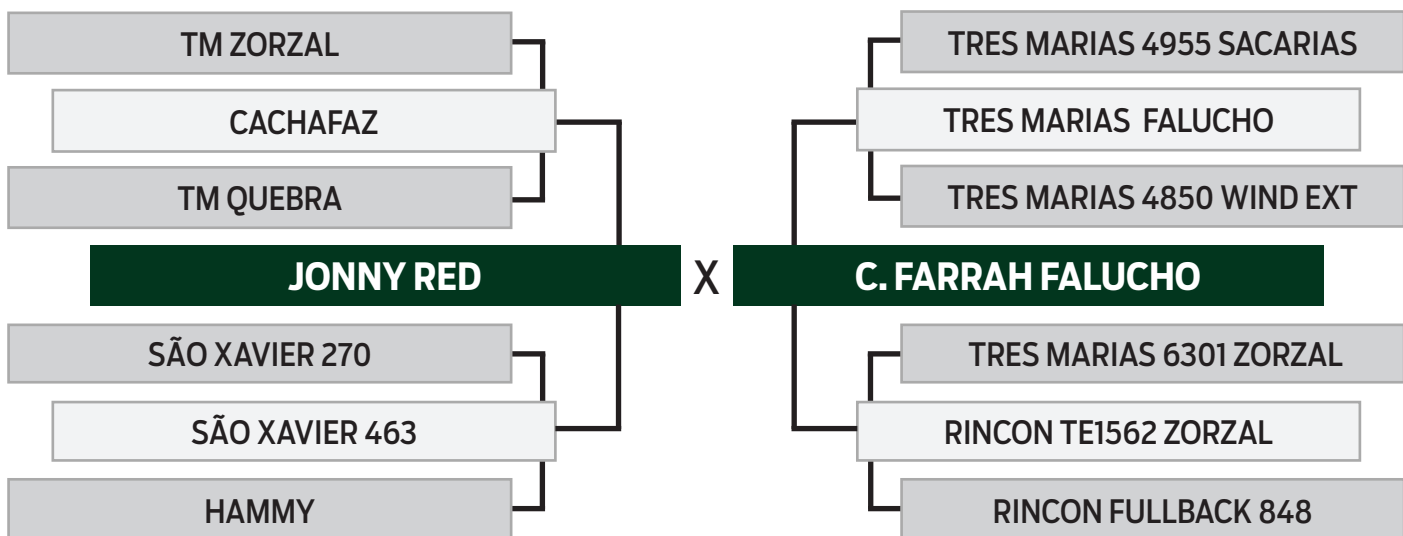 TM ZORZAL
CACHAFAZ
TM QUEBRA
JONNY RED
SÃO XAVIER 270
SÃO XAVIER 463
HAMMY
X
TRES MARIAS 4955 SACARIAS
TRES MARIAS FALUCHO
TRES MARIAS 4850 WIND EXT
C. FARRAH FALUCHO
TRES MARIAS 6301 ZORZAL
RINCON TE1562 ZORZAL
RINCON FULLBACK 848